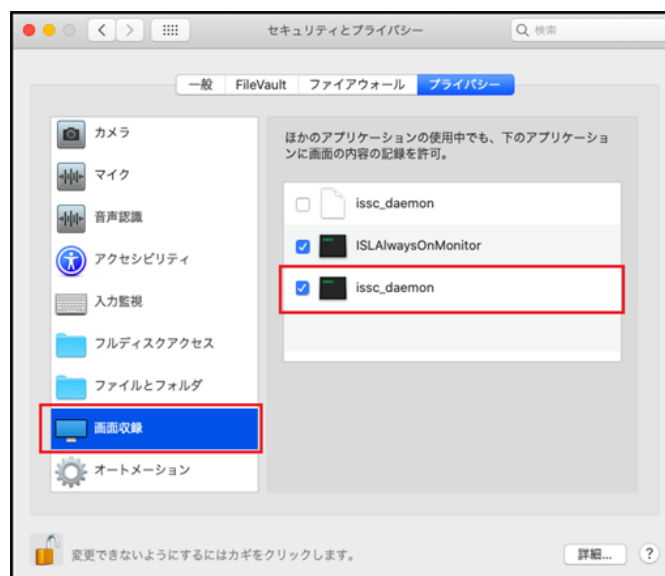 セキュリティとプライバシー
検索
一般
FileVault
ファイアウォール
プライバシー
カメラ
マイク
音声認識
アクセシビリティ
入力監視
フルディスクアクセス
ファイルとフォルダ
画面収録
オートメーション
ほかのアプリケーションの使用中でも、下のアプリケーショ
ンに画面の内容の記録を許可。
issc_daemon
ISLAlwaysOnMonitor
issc_daemon
変更できないようにするにはカギをクリックします。
詳細...
?